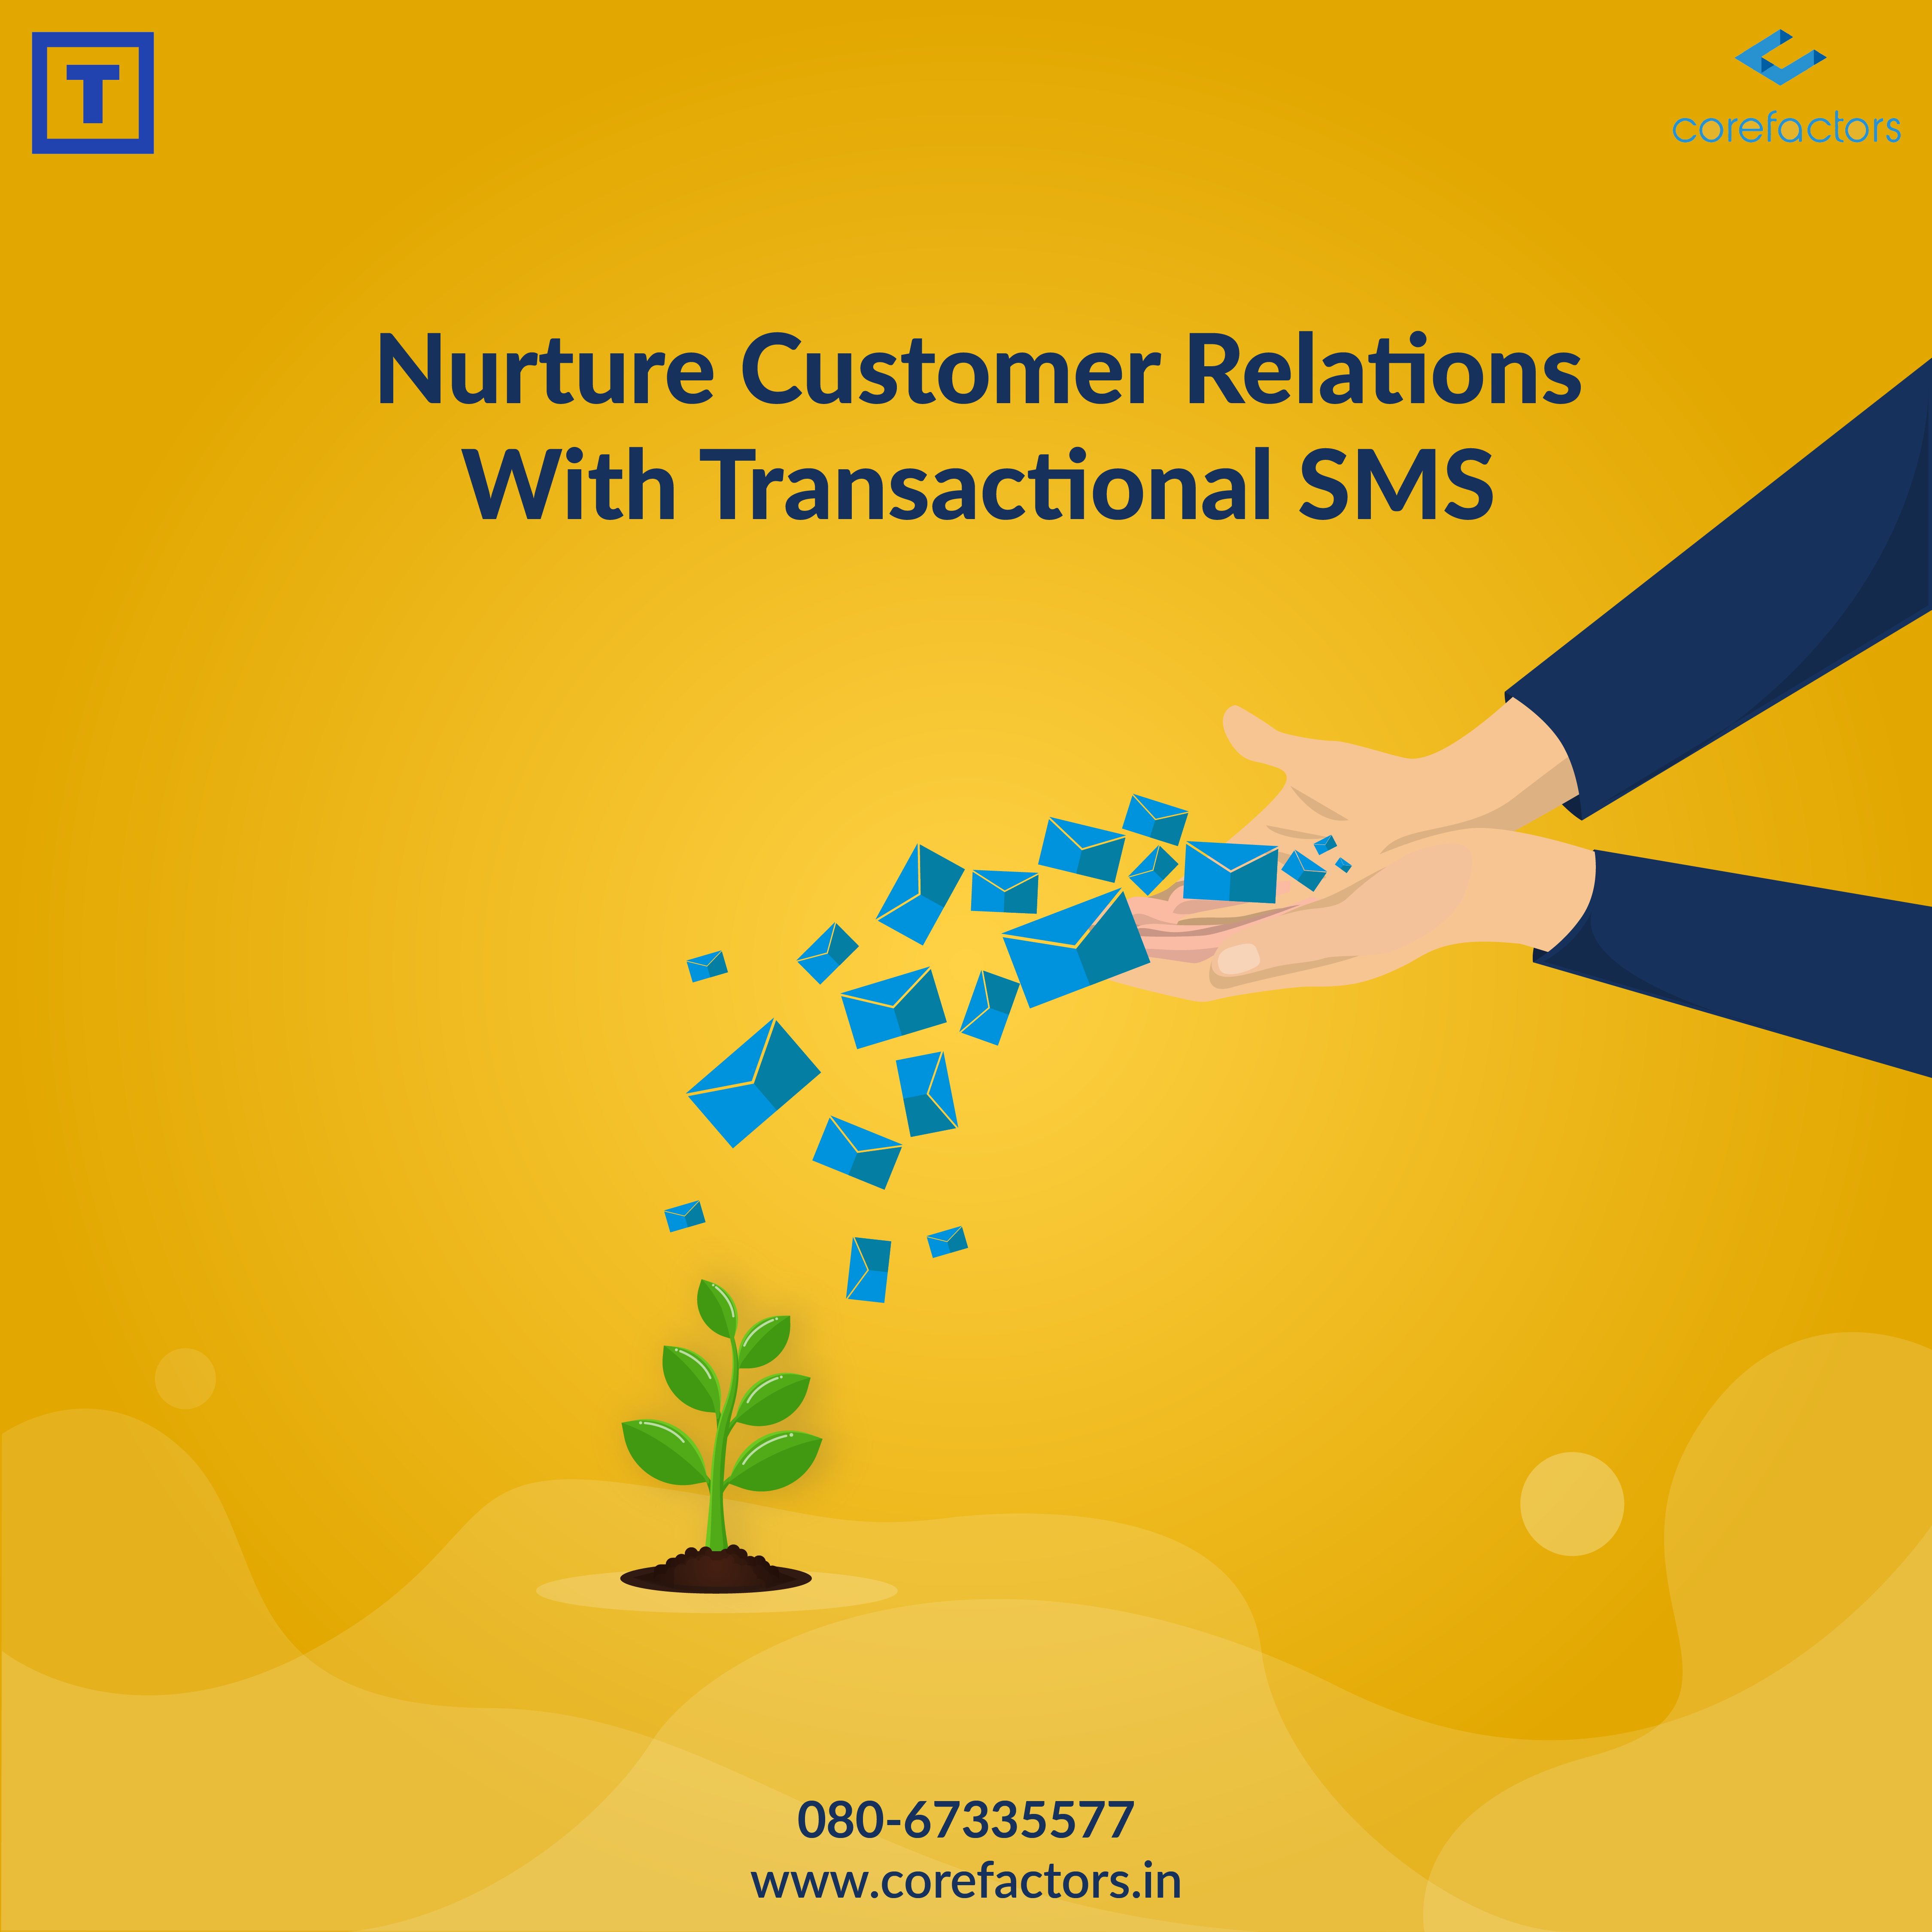 T
corefactors
Nurture Customer Relations
With Transactional SMS
080-67335577
www.corefactors.in